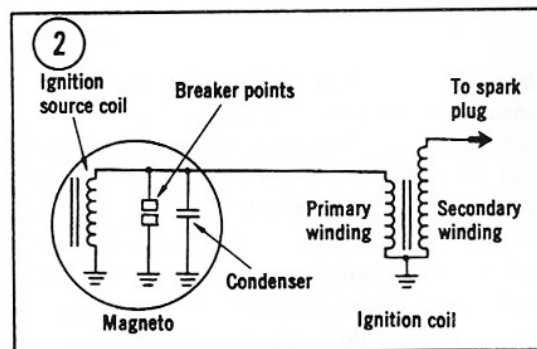 2
Ignition
source coil
Breaker points
To spark
plug
Primary
winding
Secondary
winding
Condenser
Magneto
Ignition coil